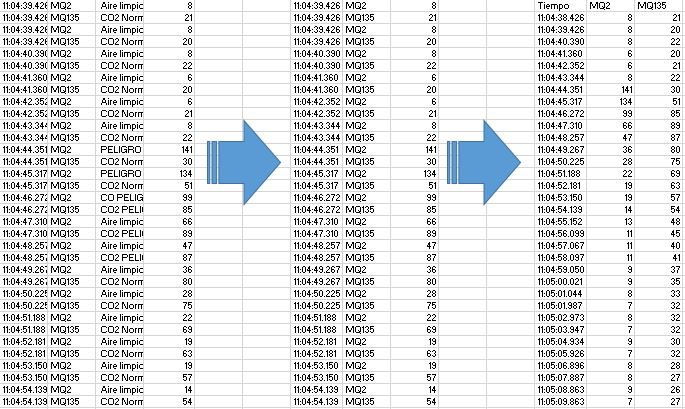 11:04:39.426 MQ2 Aire limpio 8 11:04:39.426 MQ2 8 Tiempo MQ2 MQ135
11:04:39.426 MQ135 CO2 Norm 21 11:04:39.426 MQ135 21 11:04:38.426 8 21
11:04:39.426 MQ2 Aire limpio 8 11:04:39.426 MQ2 8 11:04:39.426 8 20
11:04:39.426 MQ135 CO2 Norm 20 11:04:39.426 MQ135 20 11:04:40.390 8 22
11:04:40.390 MQ2 Aire limpio 8 11:04:40.390 MQ2 8 11:04:41.360 6 20
11:04:40.390 MQ135 CO2 Norm 22 11:04:40.390 MQ135 22 11:04:42.352 6 21
11:04:41.360 MQ2 Aire limpio 6 11:04:41.360 MQ2 6 11:04:43.344 8 22
11:04:41.360 MQ135 CO2 Norm 20 11:04:41.360 MQ135 20 11:04:44.351 141 30
11:04:42.352 MQ2 Aire limpio 6 11:04:42.352 MQ2 6 11:04:45.317 134 51
11:04:42.352 MQ135 CO2 Norm 21 11:04:42.352 MQ135 21 11:04:46.272 99 85
11:04:43.344 MQ2 Aire limpio 8 11:04:43.344 MQ2 8 11:04:47.310 66 89
11:04:43.344 MQ135 CO2 Norm 22 11:04:43.344 MQ135 22 11:04:48.257 47 87
11:04:44.351 MQ2 PELIGRO 141 11:04:44.351 MQ2 141 11:04:49.267 36 80
11:04:44.351 MQ135 CO2 Norm 30 11:04:44.351 MQ135 30 11:04:50.225 28 75
11:04:45.317 MQ2 PELIGRO 134 11:04:45.317 MQ2 134 11:04:51.188 22 69
11:04:45.317 MQ135 CO2 Norm 51 11:04:45.317 MQ135 51 11:04:52.181 19 63
11:04:46.272 MQ2 CO PELIG 99 11:04:46.272 MQ2 99 11:04:53.150 19 57
11:04:46.272 MQ135 CO2 PELI 85 11:04:46.272 MQ135 85 11:04:54.139 14 54
11:04:47.310 MQ2 Aire limpio 66 11:04:47.310 MQ2 66 11:04:55.152 13 48
11:04:47.310 MQ135 CO2 PELI 89 11:04:47.310 MQ135 89 11:04:56.099 11 45
11:04:48.257 MQ2 Aire limpio 47 11:04:48.257 MQ2 47 11:04:57.067 11 40
11:04:48.257 MQ135 CO2 PELI 87 11:04:48.257 MQ135 87 11:04:58.097 11 41
11:04:49.267 MQ2 Aire limpio 36 11:04:49.267 MQ2 36 11:04:59.050 9 37
11:04:49.267 MQ135 CO2 Norm 80 11:04:49.267 MQ135 80 11:05:00.021 9 35
11:04:50.225 MQ2 Aire limpio 28 11:04:50.225 MQ2 28 11:05:01.044 8 33
11:04:50.225 MQ135 CO2 Norm 75 11:04:50.225 MQ135 75 11:05:01.987 7 32
11:04:51.188 MQ2 Aire limpio 22 11:04:51.188 MQ2 22 11:05:02.973 8 32
11:04:51.188 MQ135 CO2 Norm 69 11:04:51.188 MQ135 69 11:05:03.947 7 32
11:04:52.181 MQ2 Aire limpio 19 11:04:52.181 MQ2 19 11:05:04.934 9 30
11:04:52.181 MQ135 CO2 Norm 63 11:04:52.181 MQ135 63 11:05:05.926 7 32
11:04:53.150 MQ2 Aire limpio 19 11:04:53.150 MQ2 19 11:05:06.896 8 28
11:04:53.150 MQ135 CO2 Norm 57 11:04:53.150 MQ135 57 11:05:07.887 8 27
11:04:54.139 MQ2 Aire limpio 14 11:04:54.139 MQ2 14 11:05:08.863 9 26
11:04:54.139 MQ135 CO2 Norm 54 11:04:54.139 MQ135 54 11:05:09.863 7 27